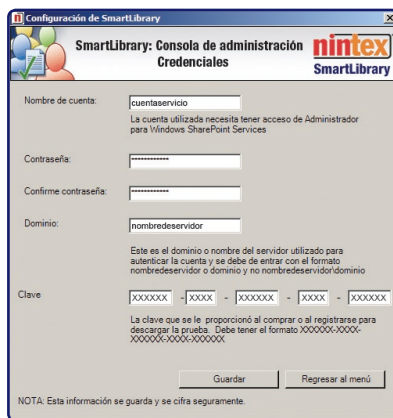 Configuración de SmartLibrary
SmartLibrary: Consola de administración
Credenciales
nintex
SmartLibrary
Nombre de cuenta:
cuentaservicio
La cuenta utilizada necesita tener acceso de Administrador
para Windows SharePoint Services
Contraseña:
************
Confirme contraseña:
************
Dominio:
nombredeservidor
Este es el dominio o nombre del servidor utilizado para
autenticar la cuenta y se debe de entrar con el formato
nombredeservidor o dominio y no nombredeservidor\dominio
Clave
XXXXXX - XXXX - XXXXXX - XXXX - XXXXXX
La clave que se le proporcionó al comprar o al registrarse para
descargar la prueba. Debe tener el formato XXXXXX-XXXX-
XXXXXX-XXXX-XXXXXX
Guardar
Regresar al menú
NOTA: Esta información se guarda y se cifra seguramente.